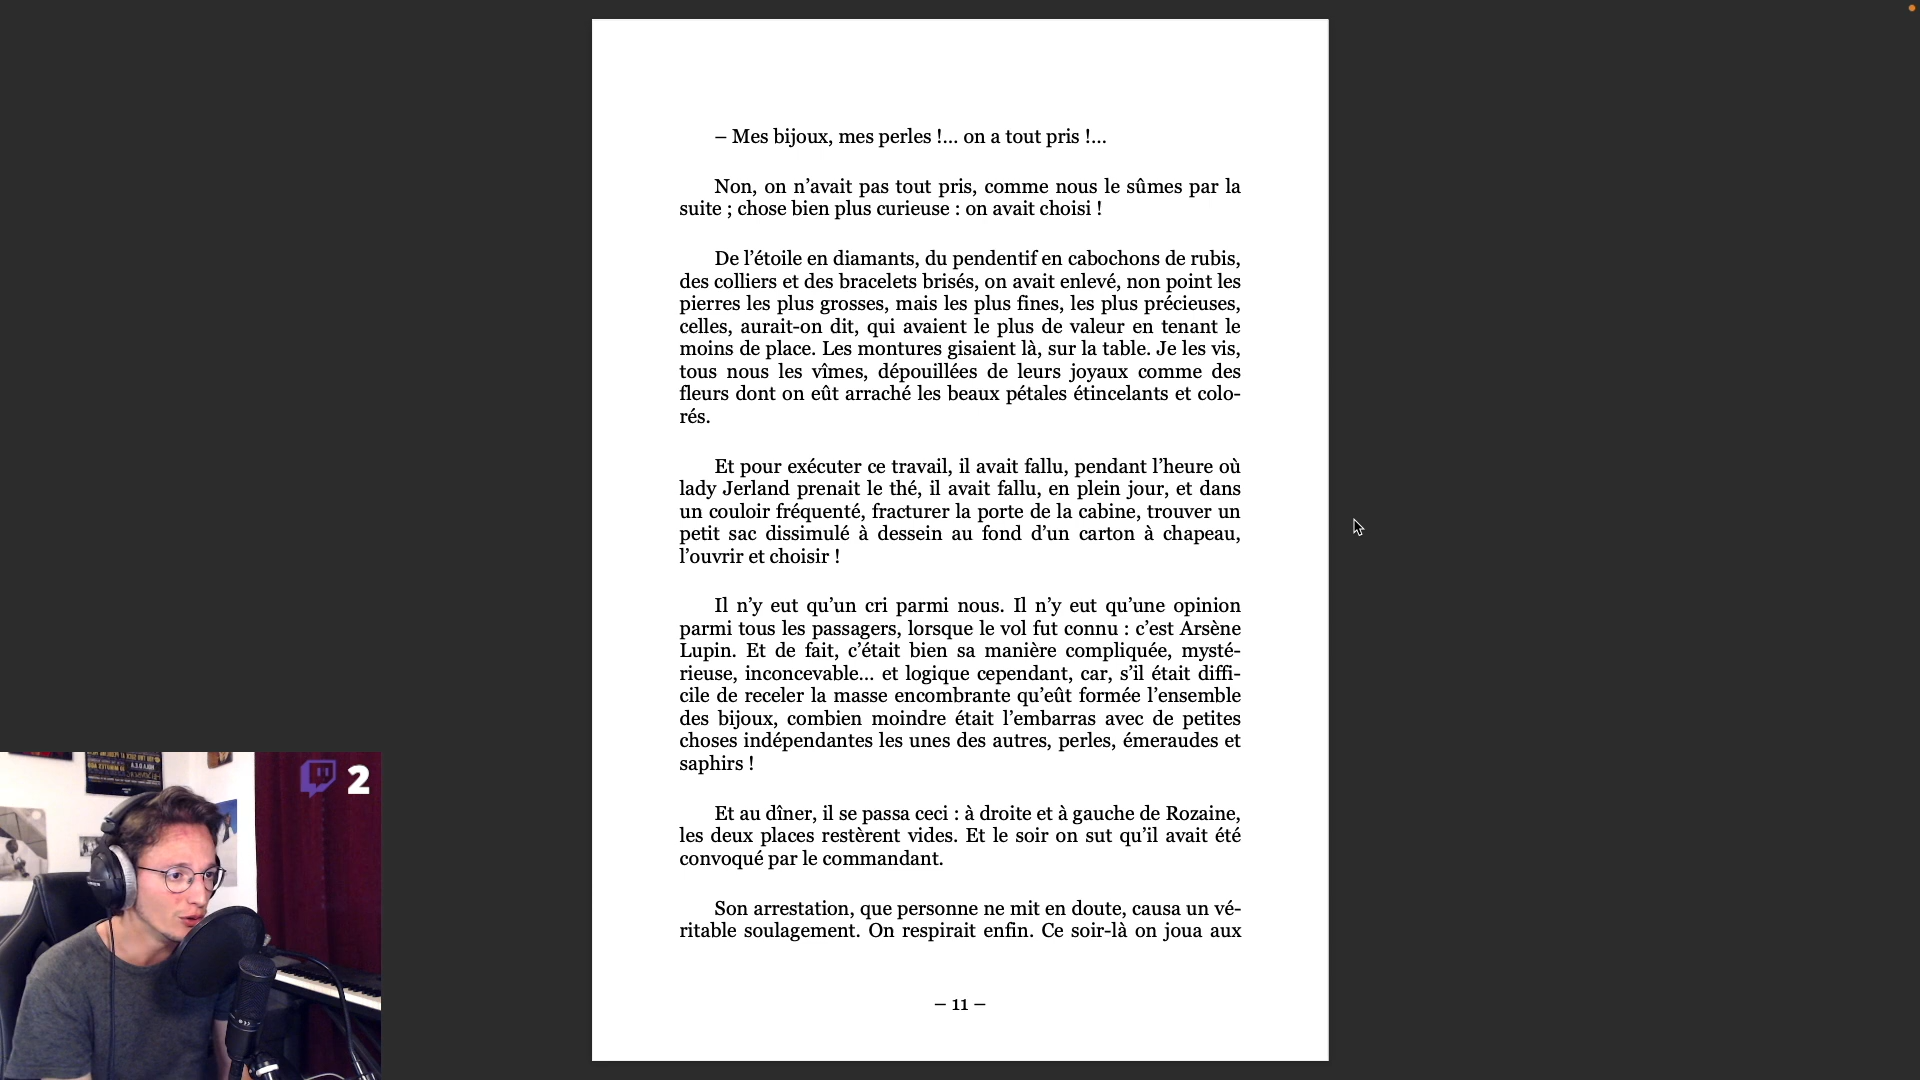 – Mes bijoux, mes perles !... on a tout pris !...
Non, on n’avait pas tout pris, comme nous le sûmes par la
suite ; chose bien plus curieuse : on avait choisi !
De l’étoile en diamants, du pendentif en cabochons de rubis,
des colliers et des bracelets brisés, on avait enlevé, non point les
pierres les plus grosses, mais les plus fines, les plus précieuses,
celles, aurait-on dit, qui avaient le plus de valeur en tenant le
moins de place. Les montures gisaient là, sur la table. Je les vis,
tous nous les vîmes, dépouillées de leurs joyaux comme des
fleurs dont on eût arraché les beaux pétales étincelants et colo-
rés.
Et pour exécuter ce travail, il avait fallu, pendant l’heure où
lady Jerland prenait le thé, il avait fallu, en plein jour, et dans
un couloir fréquenté, fracturer la porte de la cabine, trouver un
petit sac dissimulé à dessein au fond d’un carton à chapeau,
l’ouvrir et choisir !
Il n’y eut qu’un cri parmi nous. Il n’y eut qu’une opinion
parmi tous les passagers, lorsque le vol fut connu : c’est Arsène
Lupin. Et de fait, c’était bien sa manière compliquée, mysté-
rieuse, inconcevable... et logique cependant, car, s’il était diffi-
cile de receler la masse encombrante qu’eût formée l’ensemble
des bijoux, combien moindre était l’embarras avec de petites
choses indépendantes les unes des autres, perles, émeraudes et
saphirs !
Et au dîner, il se passa ceci : à droite et à gauche de Rozaine,
les deux places restèrent vides. Et le soir on sut qu’il avait été
convoqué par le commandant.
Son arrestation, que personne ne mit en doute, causa un vé-
ritable soulagement. On respirait enfin. Ce soir-là on joua aux
– 11 –
2